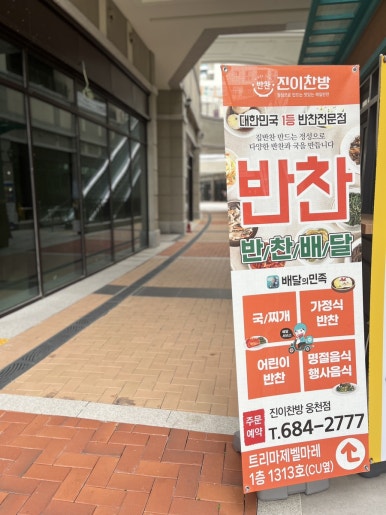 반찬
진이찬방
대한민국 1등 반찬전문점
집반찬 만드는 정성으로
다양한 반찬과 국을 만듭니다
반찬
반/찬/배/달
배달의민족
국/찌개
가정식
반찬
어린이
반찬
명절음식
행사음식
진이찬방 웅천점
주문
예약
T.684-2777
트리마제벨마레
1층 1313호(CU옆)